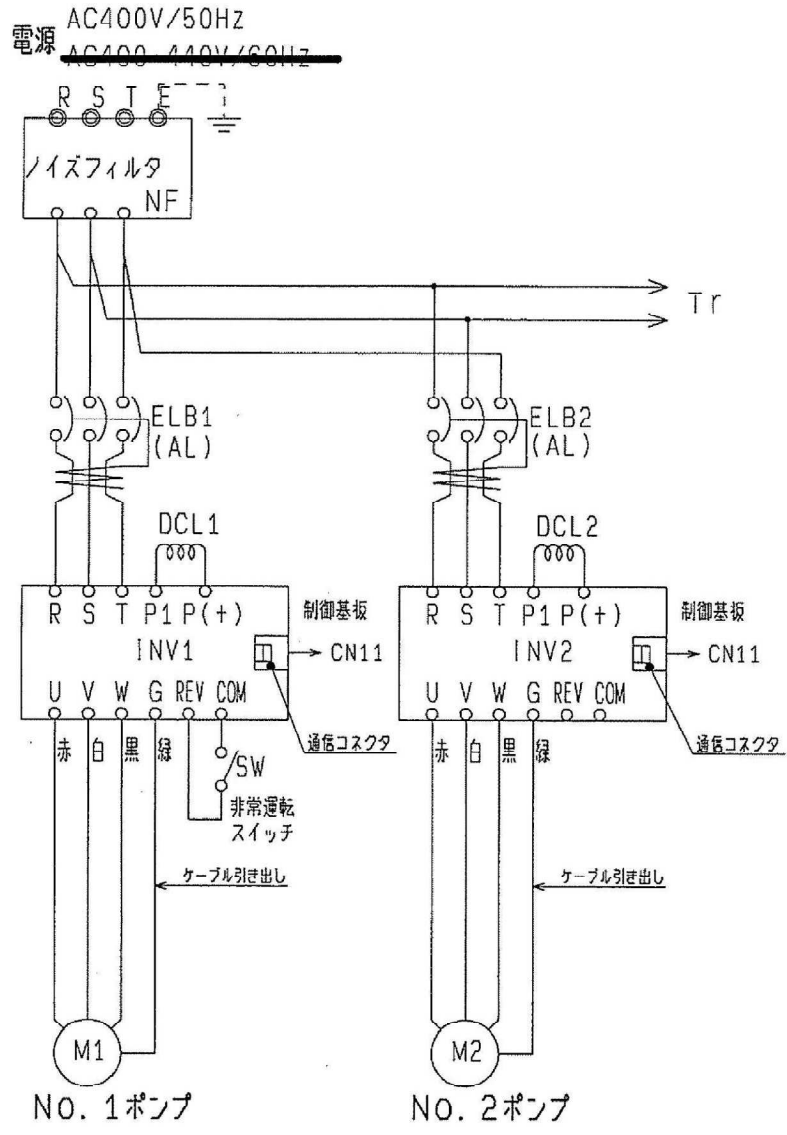 電源 AC400V/50Hz
AC400-440V/60Hz
R S T E
ノイズフィルタ
NF
Tr
ELB1
(AL)
ELB2
(AL)
DCL1
DCL2
R S T P1 P(+)
制御基板
R S T P1 P(+)
制御基板
INV1
CN11
INV2
CN11
U V W G REV COM
U V W G REV COM
通信コネクタ
通信コネクタ
赤 白 黒 緑
SW
赤 白 黒 緑
非常運転
スイッチ
ケーブル引き出し
ケーブル引き出し
M1
M2
NO. 1ポンプ
NO. 2ポンプ